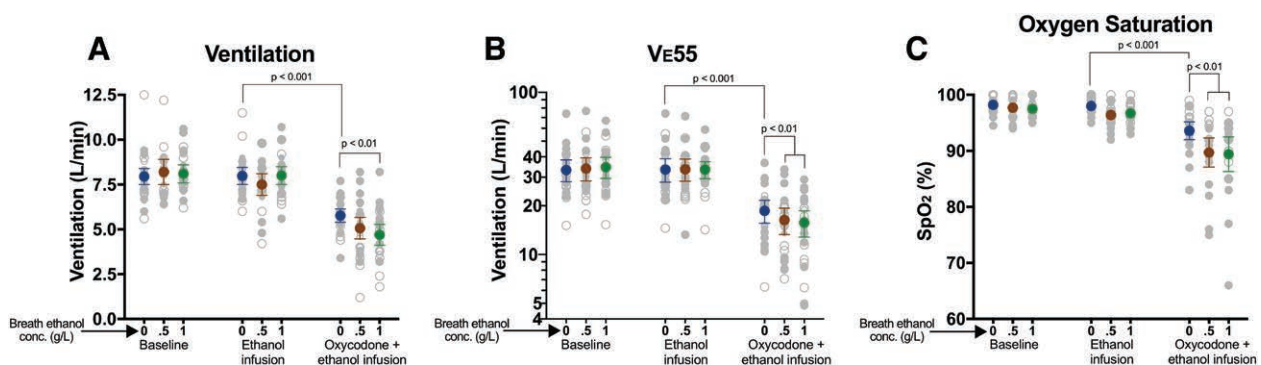 A
Ventilation
p < 0.001
p < 0.01
Ventilation (L/min)
12.5
10.0
7.5
5.0
2.5
0.0
Breath ethanol
conc. (g/L)
0 .5 1 0 .5 1 0 .5 1
Baseline Ethanol infusion Oxycodone + ethanol infusion
B
VE55
p < 0.001
p < 0.01
Ventilation (L/min)
100
40
30
20
10
5
4
Breath ethanol
conc. (g/L)
0 .5 1 0 .5 1 0 .5 1
Baseline Ethanol infusion Oxycodone + ethanol infusion
C
Oxygen Saturation
p < 0.001
p < 0.01
SpO2 (%)
100
90
80
70
60
Breath ethanol
conc. (g/L)
0 .5 1 0 .5 1 0 .5 1
Baseline Ethanol infusion Oxycodone + ethanol infusion